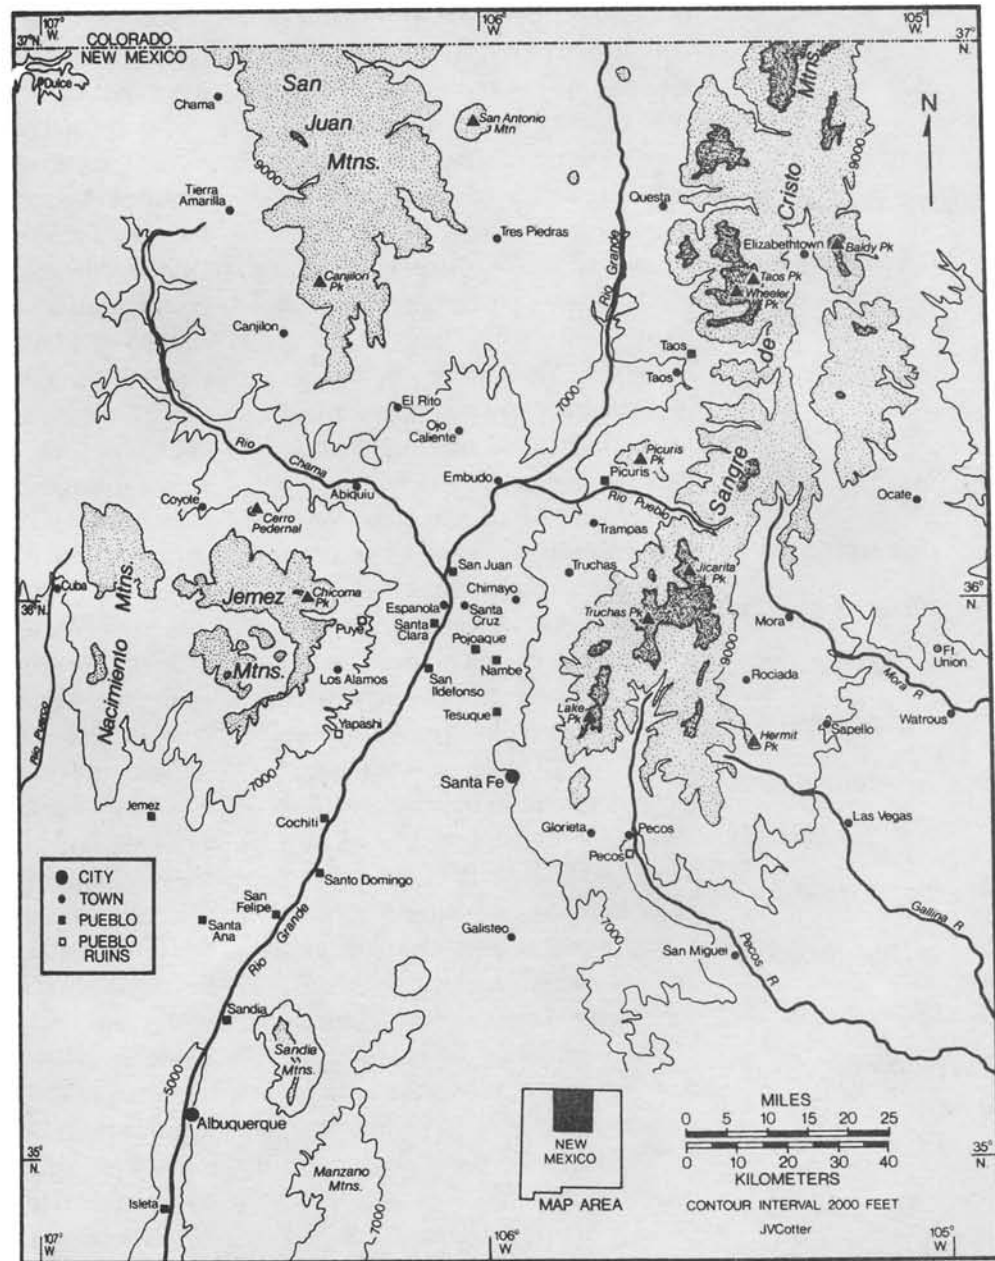 107°
W.
106°
W.
105°
W.
37°N.
COLORADO
NEW MEXICO
37°
N.
Dulce
Chama
San
Juan
Mtns.
9000
San Antonio
Mtn
Mtns.
N
9000
Cristo
Tierra
Amarilla
Questa
Tres Piedras
Rio
Grande
Elizabethtown
Baldy Pk
Taos Pk
Wheeler
Pk
Canjilon
Pk
Canjilon
Taos
Taos
de
7000
El Rito
Ojo
Caliente
Rio
Chama
Abiquiu
Embudo
Picuris
Pk
Picuris
Rio Pueblo
Sangre
Ocate
Coyote
Cerro
Pedernal
Trampas
San Juan
Truchas
Jicarita
Pk
Chimayo
Cuba
36°
N.
36°
N.
Mtns.
Jemez
Mtns.
Chicoma
Pk
Puye
Espanola
Santa
Clara
Santa
Cruz
Pojoaque
Nambe
Truchas Pk
9000
Mora
Ft
Union
Mora R
Rociada
Los Alamos
San
Ildefonso
Tesuque
Lake
Pk
Yapashi
Nacimiento
Rio Puerco
7000
Hermit
Pk
Sapello
Watrous
Santa Fe
Jemez
Cochiti
Glorieta
Pecos
Pecos
Las Vegas
CITY
TOWN
PUEBLO
PUEBLO
RUINS
Santo Domingo
San
Felipe
Santa
Ana
Rio
Grande
Galisteo
7000
San Miguel
Pecos R
Gallina R
Sandia
Sandia
Mtns.
5000
Albuquerque
35°
N.
35°
N.
Manzano
Mtns.
7000
Isleta
NEW
MEXICO
MAP AREA
MILES
0 5 10 15 20 25
0 10 20 30 40
KILOMETERS
CONTOUR INTERVAL 2000 FEET
JVCotter
107°
W
106°
W
105°
W